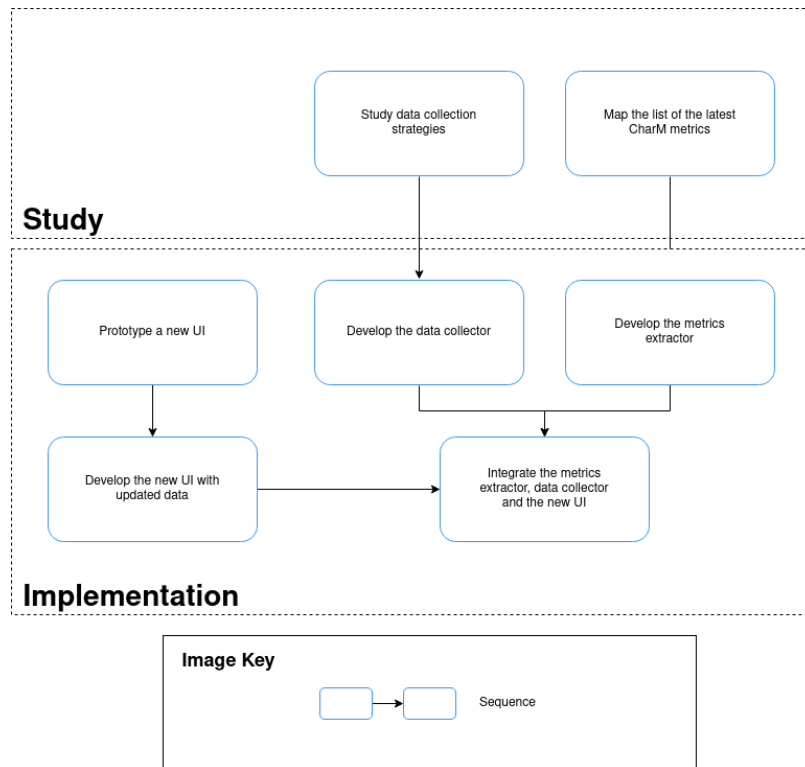 Study data collection
strategies
Map the list of the latest
CharM metrics
Study
Prototype a new UI
Develop the data collector
Develop the metrics
extractor
Develop the new UI with
updated data
Integrate the metrics
extractor, data collector
and the new UI
Implementation
Image Key
Sequence